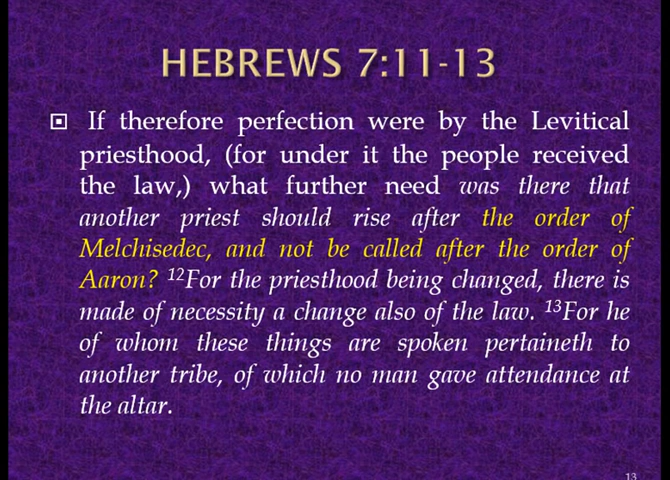 HEBREWS 7:11-13
If therefore perfection were by the Levitical
priesthood, (for under it the people received
the law,) what further need was there that
another priest should rise after the order of
Melchisedec, and not be called after the order of
Aaron? ¹²For the priesthood being changed, there is
made of necessity a change also of the law. ¹³For he
of whom these things are spoken pertaineth to
another tribe, of which no man gave attendance at
the altar.
13